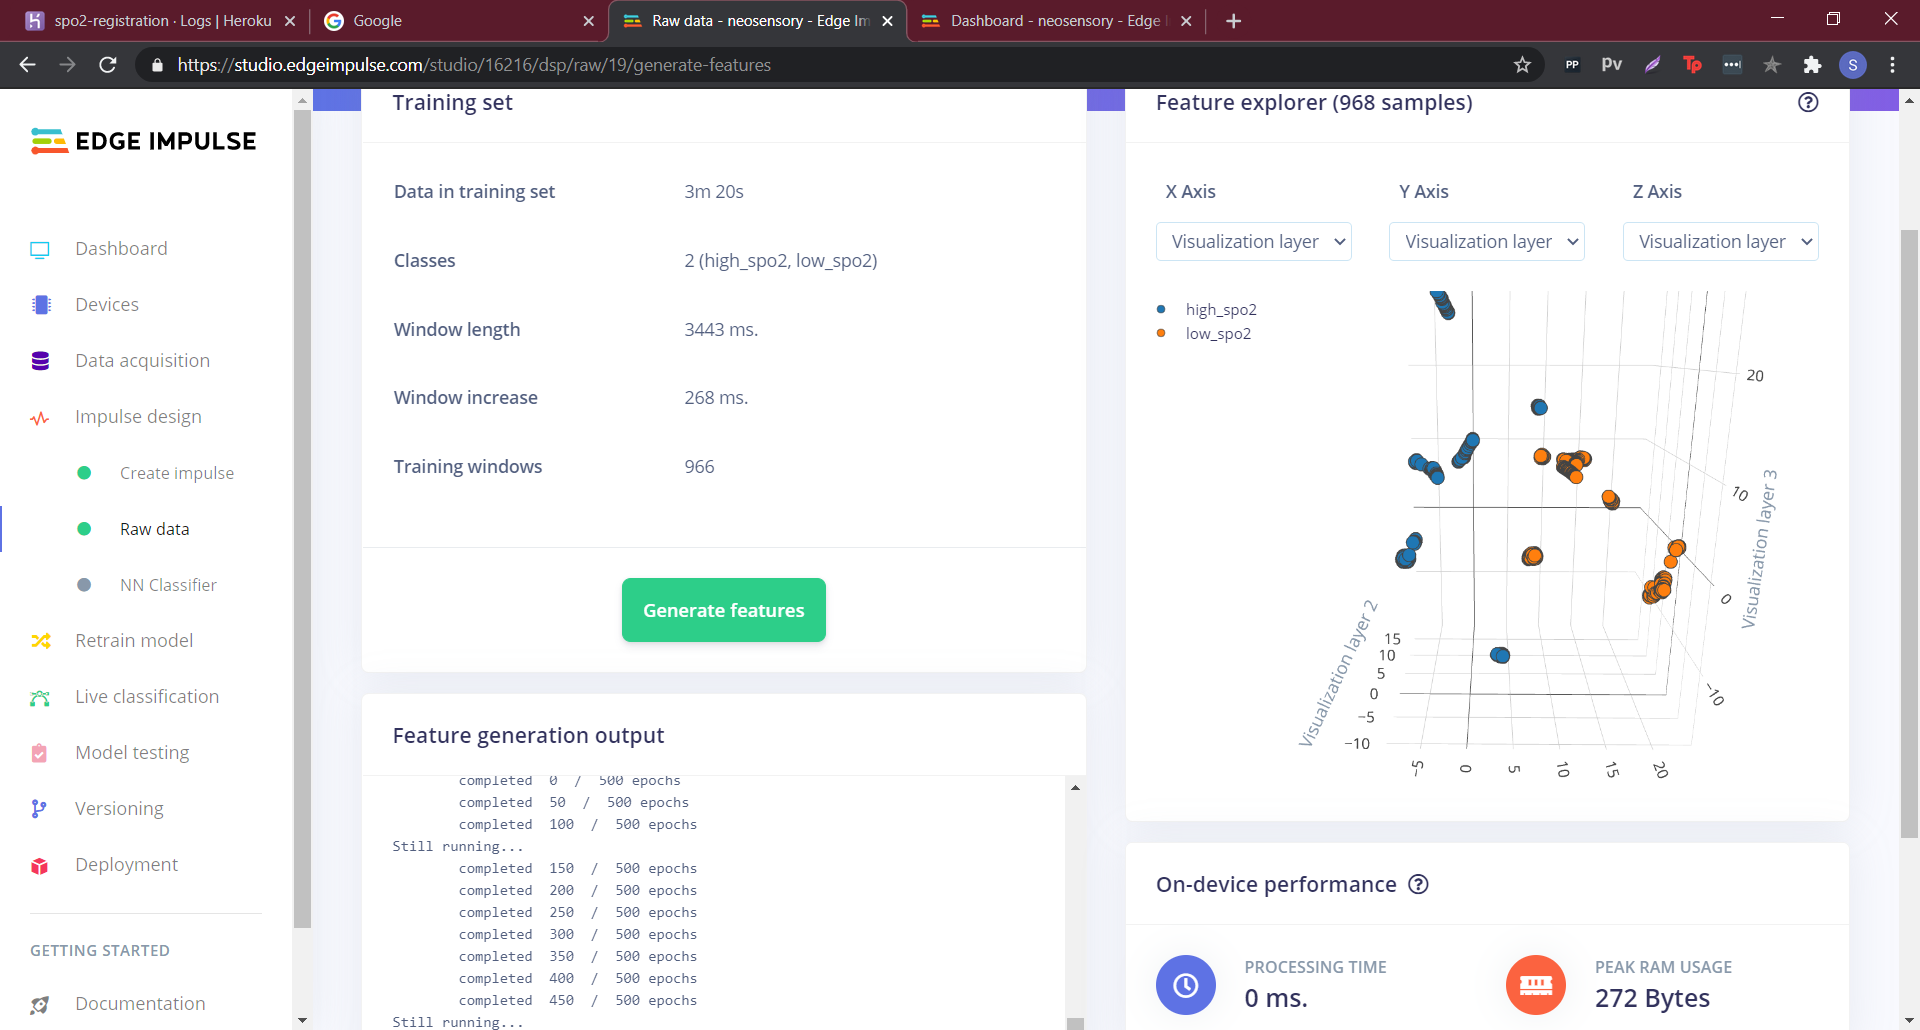 spo2-registration · Logs | Heroku
Google
Raw data - neosensory - Edge Im
Dashboard - neosensory - Edge I
https://studio.edgeimpulse.com/studio/16216/dsp/raw/19/generate-features
PP
Pv
Tp
S
EDGE IMPULSE
Dashboard
Devices
Data acquisition
Impulse design
Create impulse
Raw data
NN Classifier
Retrain model
Live classification
Model testing
Versioning
Deployment
GETTING STARTED
Documentation
Training set
Data in training set 3m 20s
Classes 2 (high_spo2, low_spo2)
Window length 3443 ms.
Window increase 268 ms.
Training windows 966
Generate features
Feature generation output
completed 0 / 500 epochs
completed 50 / 500 epochs
completed 100 / 500 epochs
Still running...
completed 150 / 500 epochs
completed 200 / 500 epochs
completed 250 / 500 epochs
completed 300 / 500 epochs
completed 350 / 500 epochs
completed 400 / 500 epochs
completed 450 / 500 epochs
Still running...
Feature explorer (968 samples)
?
X Axis Y Axis Z Axis
Visualization layer Visualization layer Visualization layer
high_spo2
low_spo2
20
10
0
−10
Visualization layer 3
Visualization layer 2
15
10
5
0
−5
−10
−5 0 5 10 15 20
On-device performance ?
PROCESSING TIME
0 ms.
PEAK RAM USAGE
272 Bytes